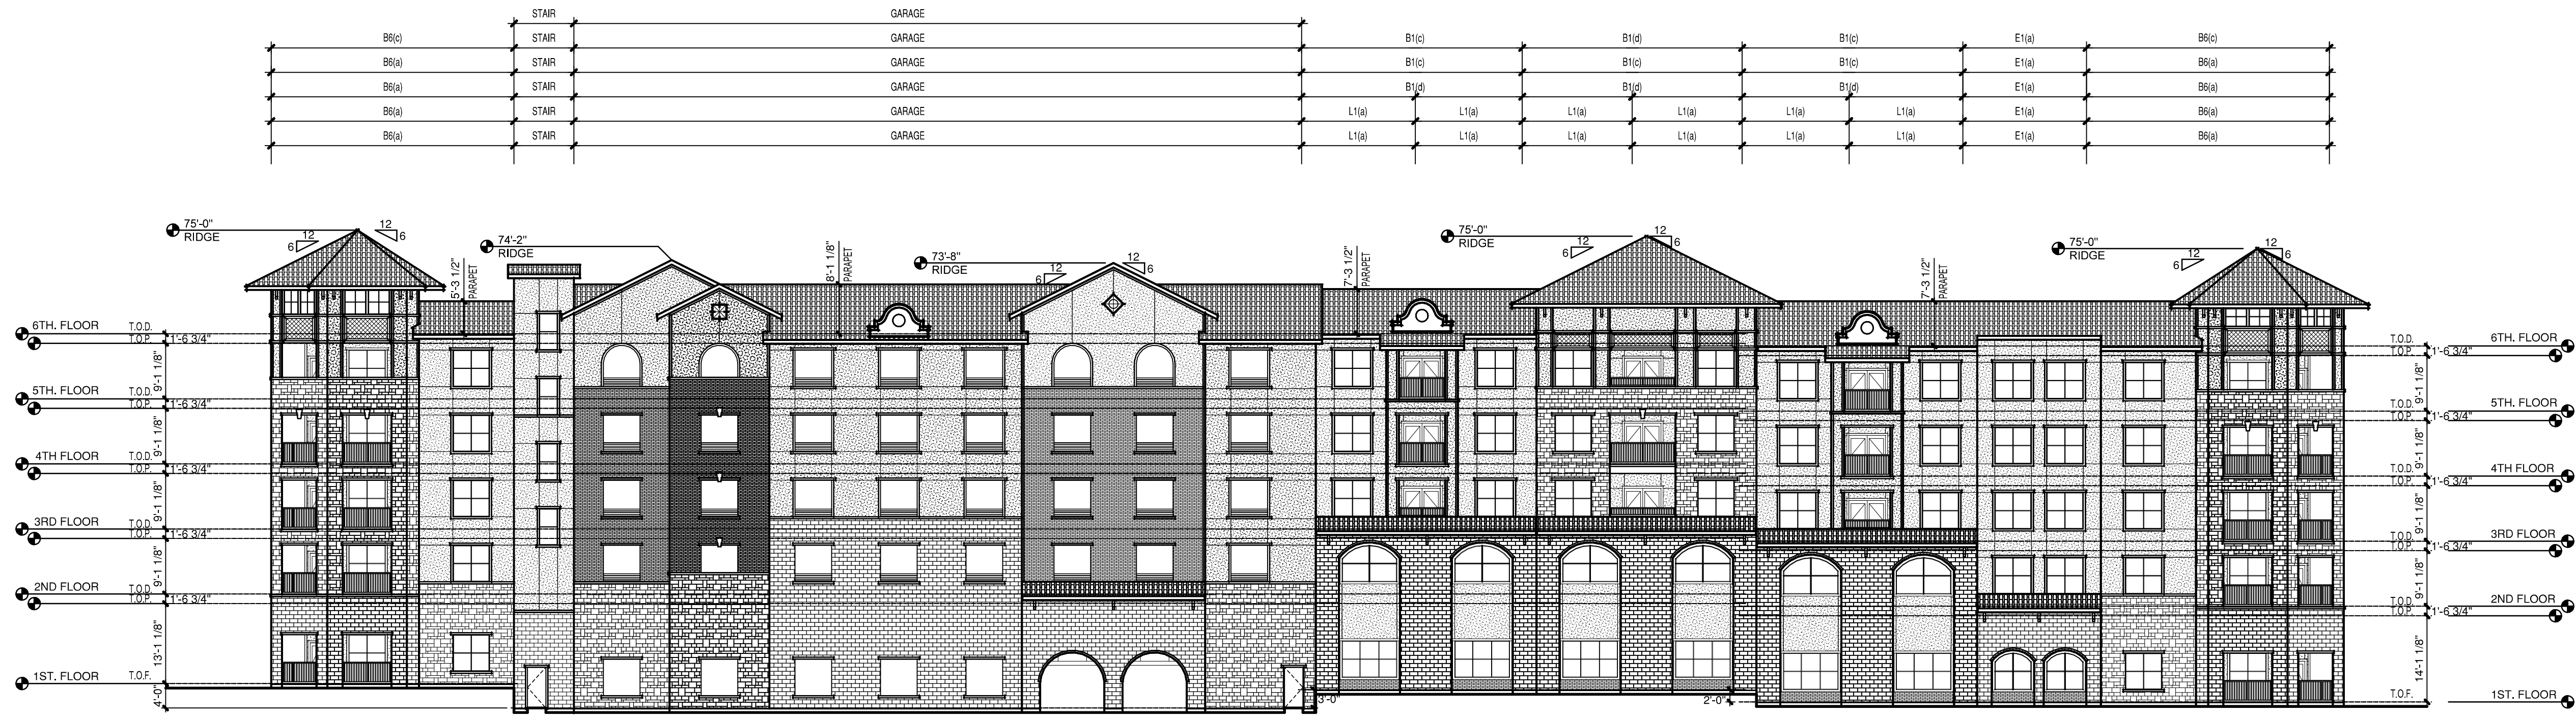 STAIR GARAGE
B6(c) STAIR GARAGE B1(c) B1(d) B1(c) E1(a) B6(c)
B6(a) STAIR GARAGE B1(c) B1(c) B1(c) E1(a) B6(a)
B6(a) STAIR GARAGE B1(d) B1(d) B1(d) E1(a) B6(a)
B6(a) STAIR GARAGE L1(a) L1(a) L1(a) L1(a) L1(a) L1(a) E1(a) B6(a)
B6(a) STAIR GARAGE L1(a) L1(a) L1(a) L1(a) L1(a) L1(a) E1(a) B6(a)
75'-0"
RIDGE
12
6
12
6
74'-2"
RIDGE
5'-3 1/2"
PARAPET
8'-1 1/8"
PARAPET
73'-8"
RIDGE
12
6
12
6
7'-3 1/2"
PARAPET
75'-0"
RIDGE
12
6
12
6
7'-3 1/2"
PARAPET
75'-0"
RIDGE
12
6
12
6
6TH. FLOOR T.O.D.
T.O.P. 1'-6 3/4"
9'-1 1/8"
5TH. FLOOR T.O.D.
T.O.P. 1'-6 3/4"
9'-1 1/8"
4TH FLOOR T.O.D.
T.O.P. 1'-6 3/4"
9'-1 1/8"
3RD FLOOR T.O.D.
T.O.P. 1'-6 3/4"
9'-1 1/8"
2ND FLOOR T.O.D.
T.O.P. 1'-6 3/4"
13'-1 1/8"
1ST. FLOOR T.O.F.
4'-0"
3'-0"
2'-0"
T.O.D. 6TH. FLOOR
T.O.P. 1'-6 3/4"
9'-1 1/8"
T.O.D. 5TH. FLOOR
T.O.P. 1'-6 3/4"
9'-1 1/8"
T.O.D. 4TH FLOOR
T.O.P. 1'-6 3/4"
9'-1 1/8"
T.O.D. 3RD FLOOR
T.O.P. 1'-6 3/4"
9'-1 1/8"
T.O.D. 2ND FLOOR
T.O.P. 1'-6 3/4"
14'-1 1/8"
T.O.F. 1ST. FLOOR